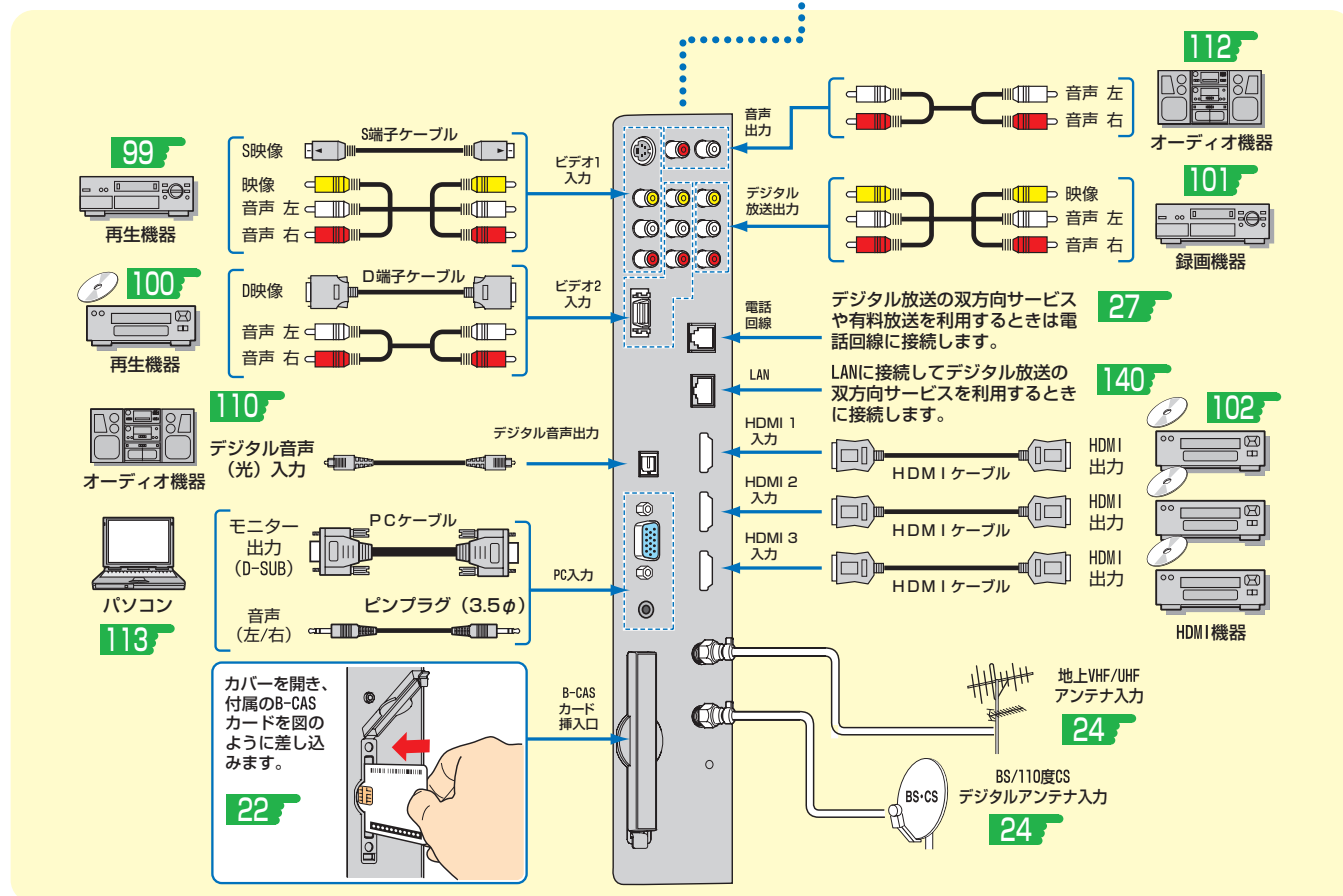 99
再生機器
S端子ケーブル
S映像
映像
音声 左
音声 右
ビデオ1
入力
100
再生機器
D端子ケーブル
D映像
音声 左
音声 右
ビデオ2
入力
110
オーディオ機器
デジタル音声
(光)入力
デジタル音声出力
パソコン
113
モニター
出力
(D-SUB)
PCケーブル
音声
(左/右)
ピンプラグ(3.5φ)
PC入力
カバーを開き、
付属のB-CAS
カードを図の
ように差し込
みます。
22
B-CAS
カード
挿入口
音声
出力
音声 左
音声 右
112
オーディオ機器
デジタル
放送出力
映像
音声 左
音声 右
101
録画機器
電話
回線
デジタル放送の双方向サービス
や有料放送を利用するときは電
話回線に接続します。
27
LAN
LANに接続してデジタル放送の
双方向サービスを利用するとき
に接続します。
140
102
HDMI 1
入力
HDMIケーブル
HDMI
出力
HDMI 2
入力
HDMIケーブル
HDMI
出力
HDMI 3
入力
HDMIケーブル
HDMI
出力
HDMI機器
地上VHF/UHF
アンテナ入力
24
BS・CS
BS/110度CS
デジタルアンテナ入力
24